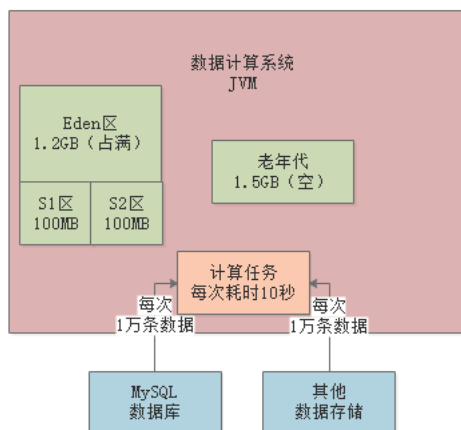 数据计算系统
JVM
Eden区
1.2GB（占满）
S1区
100MB
S2区
100MB
老年代
1.5GB（空）
计算任务
每次耗时10秒
每次
1万条数据
每次
1万条数据
MySQL
数据库
其他
数据存储